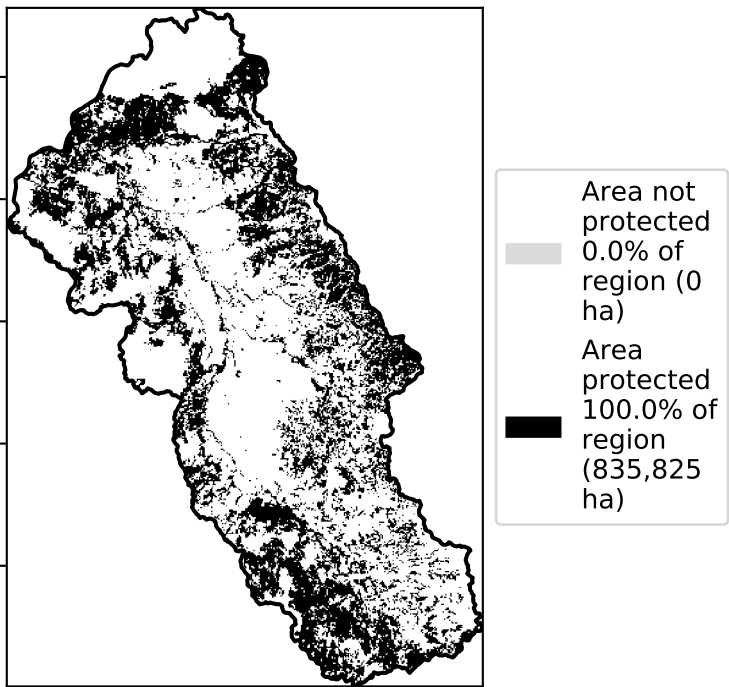 Area not
protected
0.0% of
region (0
ha)
Area
protected
100.0% of
region
(835,825
ha)